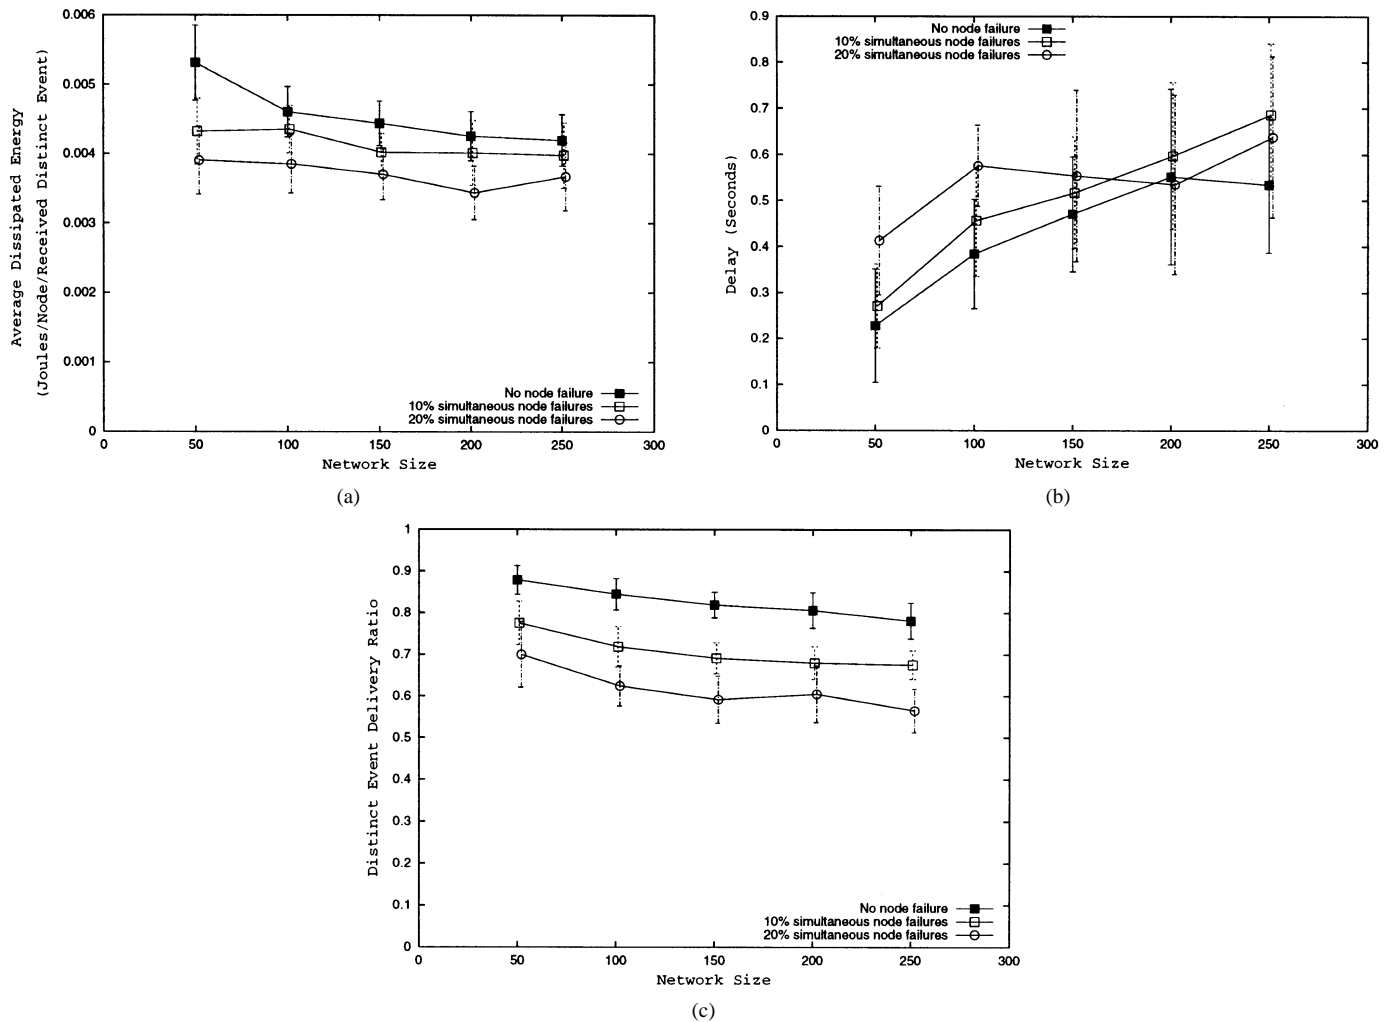 0.006
0.005
0.004
0.003
0.002
0.001
0
0
50
100
150
200
250
300
Average Dissipated Energy
(Joules/Node/Received Distinct Event)
No node failure
10% simultaneous node failures
20% simultaneous node failures
Network Size
(a)
0.9
0.8
0.7
0.6
0.5
0.4
0.3
0.2
0.1
0
0
50
100
150
200
250
300
Delay (Seconds)
No node failure
10% simultaneous node failures
20% simultaneous node failures
Network Size
(b)
1
0.9
0.8
0.7
0.6
0.5
0.4
0.3
0.2
0.1
0
0
50
100
150
200
250
300
Distinct Event Delivery Ratio
No node failure
10% simultaneous node failures
20% simultaneous node failures
Network Size
(c)